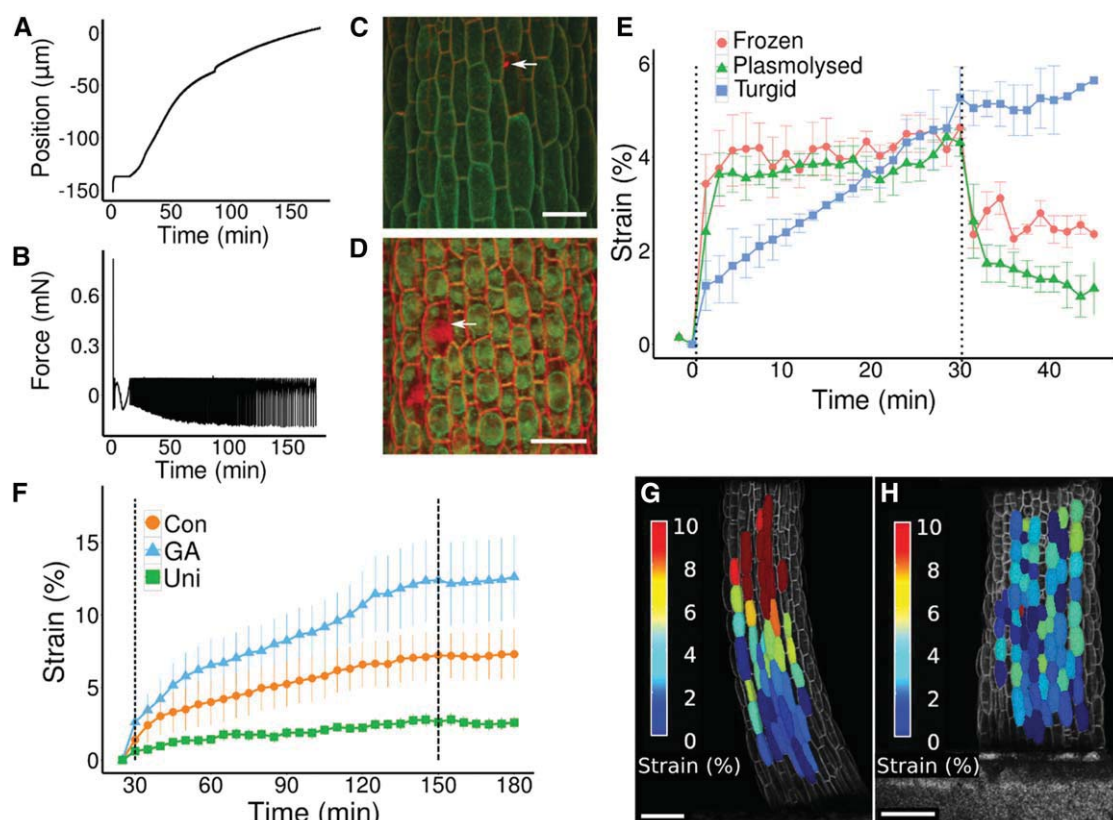 A
Position (µm)
0
-50
-100
-150
0 50 100 150
Time (min)
B
Force (mN)
0.6
0.3
0
0 50 100 150
Time (min)
C
D
E
Frozen
Plasmolysed
Turgid
Strain (%)
6
4
2
0
0 10 20 30 40
Time (min)
F
Con
GA
Uni
Strain (%)
15
10
5
0
30 60 90 120 150 180
Time (min)
G
10
8
6
4
2
0
Strain (%)
H
10
8
6
4
2
0
Strain (%)